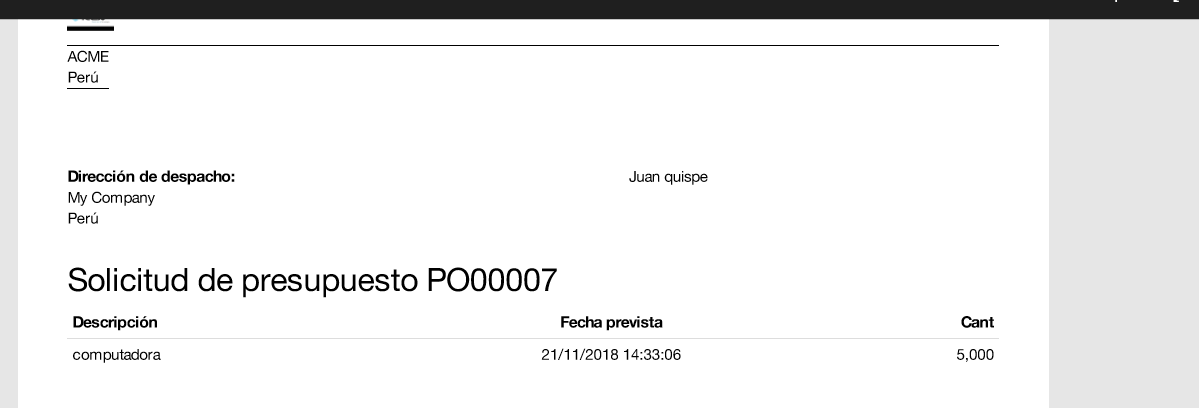 ACME
Perú
Dirección de despacho:
Juan quispe
My Company
Perú
Solicitud de presupuesto PO00007
Descripción Fecha prevista Cant
computadora 21/11/2018 14:33:06 5,000